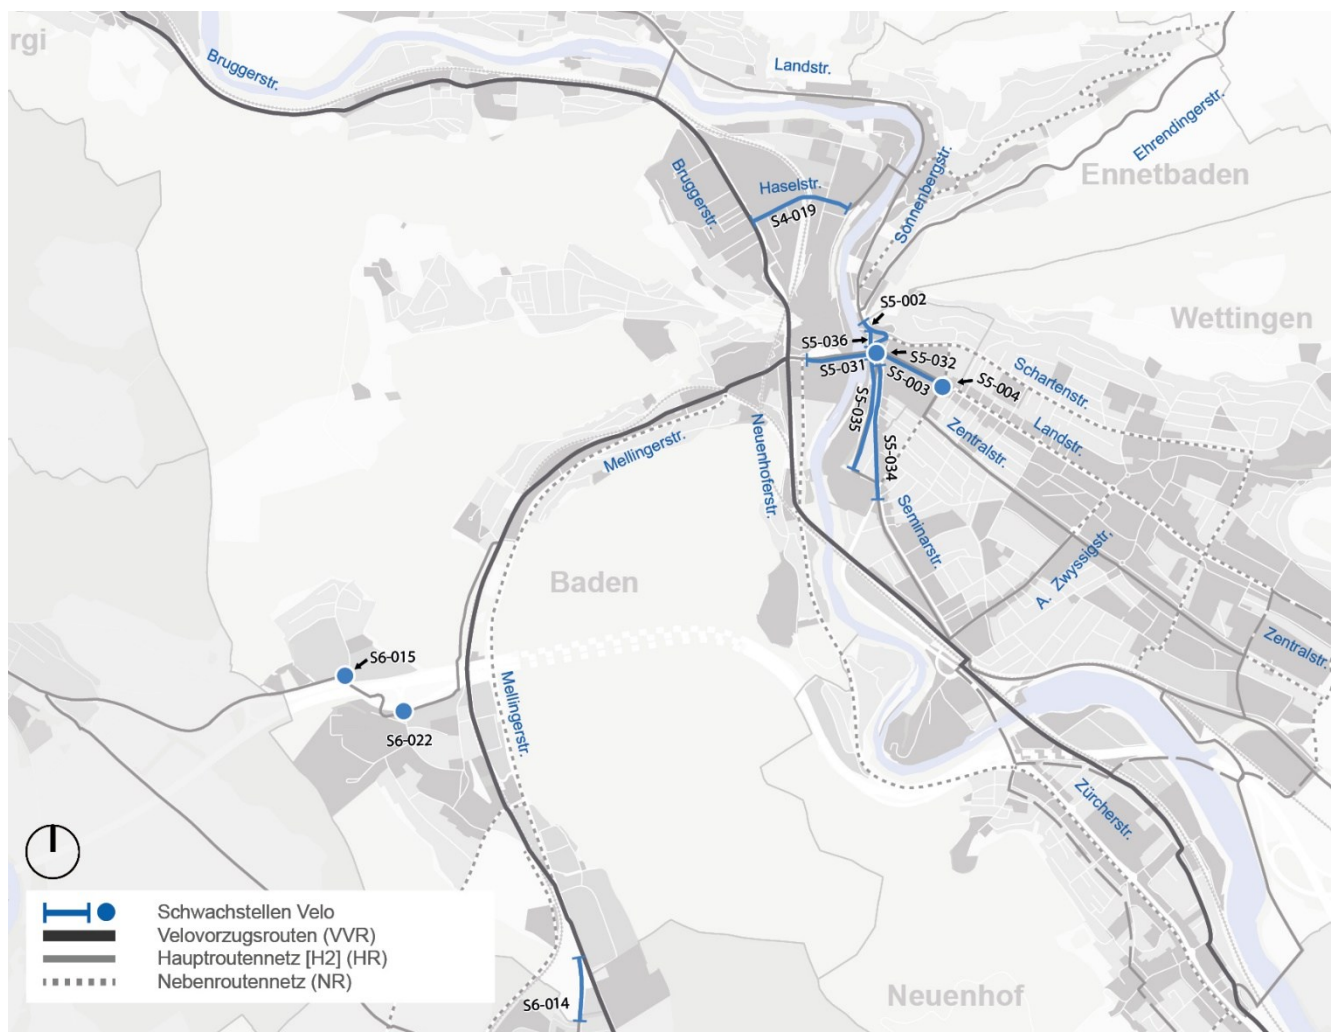 rgi
Bruggerstr.
Landstr.
Ehrendingerstr.
Ennetbaden
Haselstr.
Bruggerstr.
S4-019
Sonnenbergstr.
S5-002
Wettingen
S5-036
S5-032
S5-031
S5-003
S5-004
Schartenstr.
S5-035
S5-034
Zentralstr.
Landstr.
Mellingerstr.
Neuenhoferstr.
Seminarstr.
A. Zwyssigstr.
Baden
Zentralstr.
S6-015
S6-022
Mellingerstr.
Zürcherstr.
S6-014
Neuenhof
Schwachstellen Velo
Velovorzugsrouten (VVR)
Hauptroutennetz [H2] (HR)
Nebenroutennetz (NR)